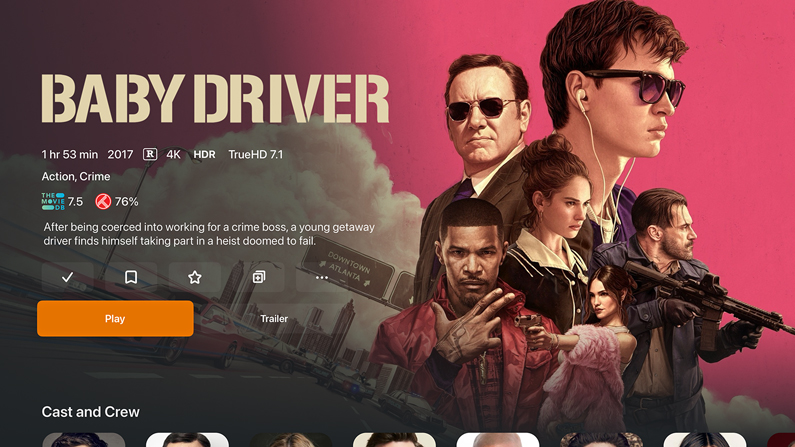 BABY DRIVER
1 hr 53 min 2017 R 4K HDR TrueHD 7.1
Action, Crime
THE MOVIE DB 7.5 76%
After being coerced into working for a crime boss, a young getaway
driver finds himself taking part in a heist doomed to fail.
DOWNTOWN
ATLANTA
Play Trailer
Cast and Crew